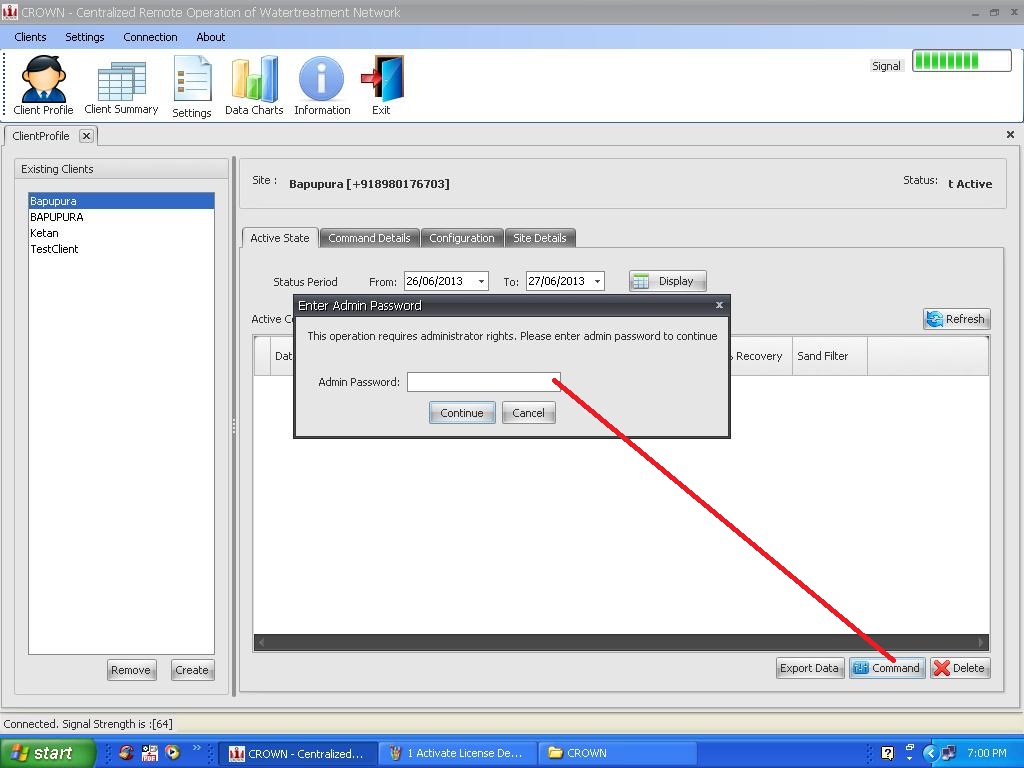 CROWN - Centralized Remote Operation of Watertreatment Network
Clients Settings Connection About
Client Profile Client Summary Settings Data Charts Information Exit
Signal
ClientProfile
Existing Clients
Bapupura
BAPUPURA
Ketan
TestClient
Remove Create
Site : Bapupura [+918980176703] Status: t Active
Active State Command Details Configuration Site Details
Status Period From: 26/06/2013 To: 27/06/2013 Display
Refresh
Recovery Sand Filter
Enter Admin Password
This operation requires administrator rights. Please enter admin password to continue
Admin Password:
Continue Cancel
Export Data Command Delete
Connected. Signal Strength is :[64]
start CROWN - Centralized... 1 Activate License De... CROWN 7:00 PM